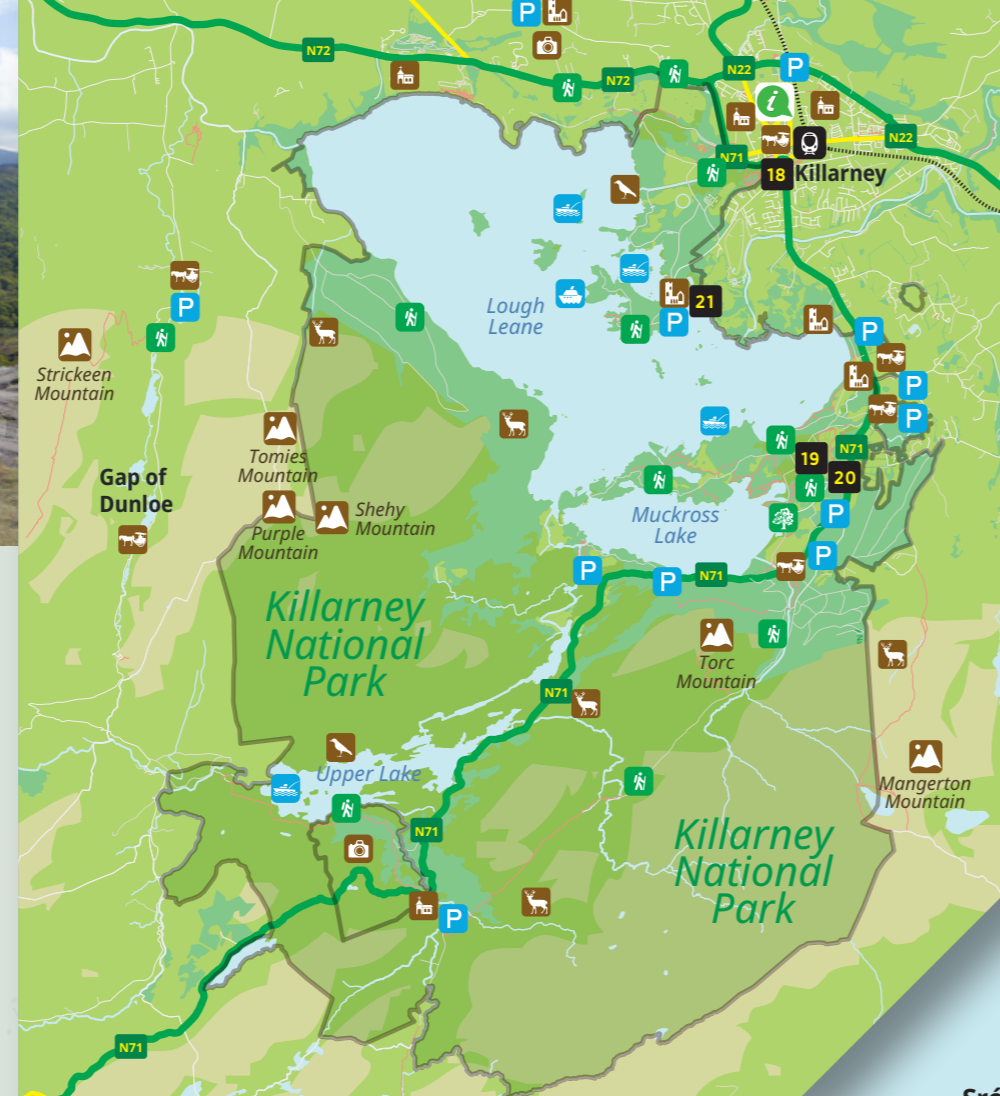 P
N72
N72
N22
P
i
N22
N71
18
Killarney
P
Lough
Leane
21
P
Strickeen
Mountain
P
P
P
Tomies
Mountain
19
N71
20
Gap of
Dunloe
Shehy
Mountain
Purple
Mountain
Muckross
Lake
P
P
P
P
N71
Killarney
National
Park
Torc
Mountain
N71
Upper Lake
Mangerton
Mountain
N71
Killarney
National
Park
P
N71